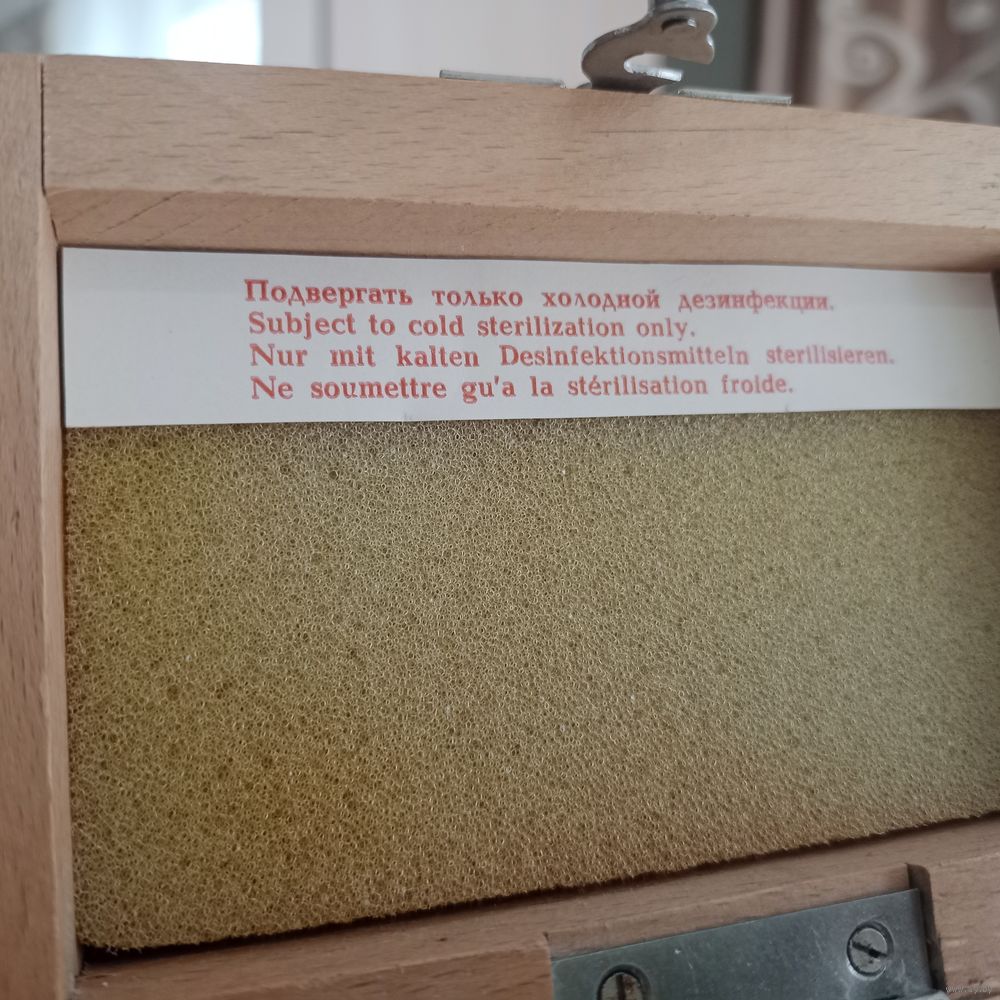 Подвергать только холодной дезинфекции.
Subject to cold sterilization only.
Nur mit kalten Desinfektionsmitteln sterilisieren.
Ne soumettre gu'a la stérilisation froide.